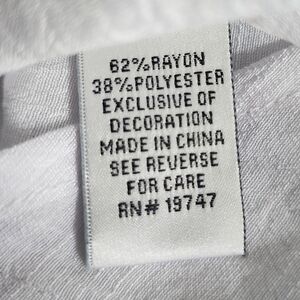 62%RAYON
38%POLYESTER
EXCLUSIVE OF
DECORATION
MADE IN CHINA
SEE REVERSE
FOR CARE
RN# 19747